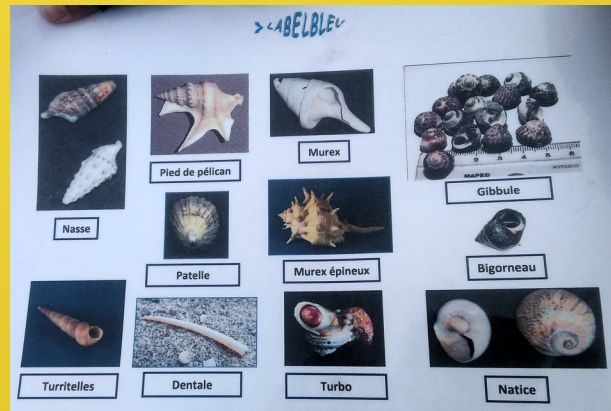 >LABELBLEU
Pied de pélican
Murex
Gibbule
MAPED
Nasse
Patelle
Murex épineux
Bigorneau
Turritelles
Dentale
Turbo
Natice